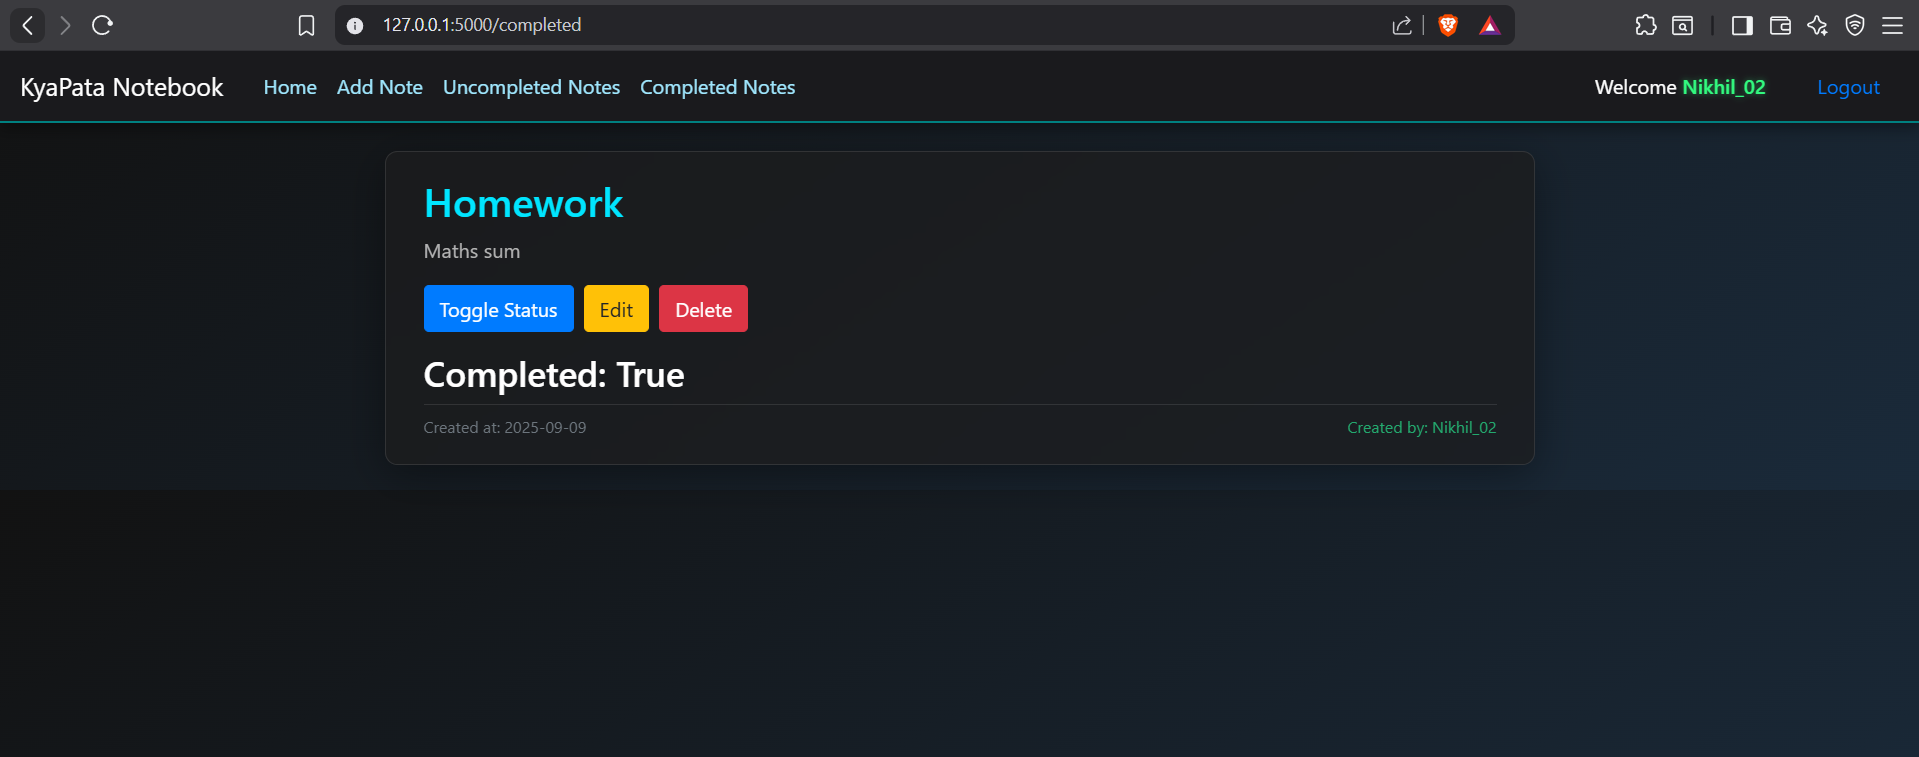 127.0.0.1:5000/completed
KyaPata Notebook Home Add Note Uncompleted Notes Completed Notes Welcome Nikhil_02 Logout
Homework
Maths sum
Toggle Status Edit Delete
Completed: True
Created at: 2025-09-09 Created by: Nikhil_02